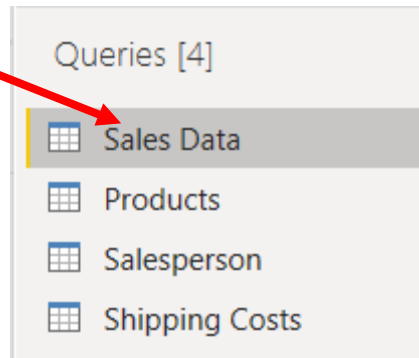 Queries [4]
Sales Data
Products
Salesperson
Shipping Costs